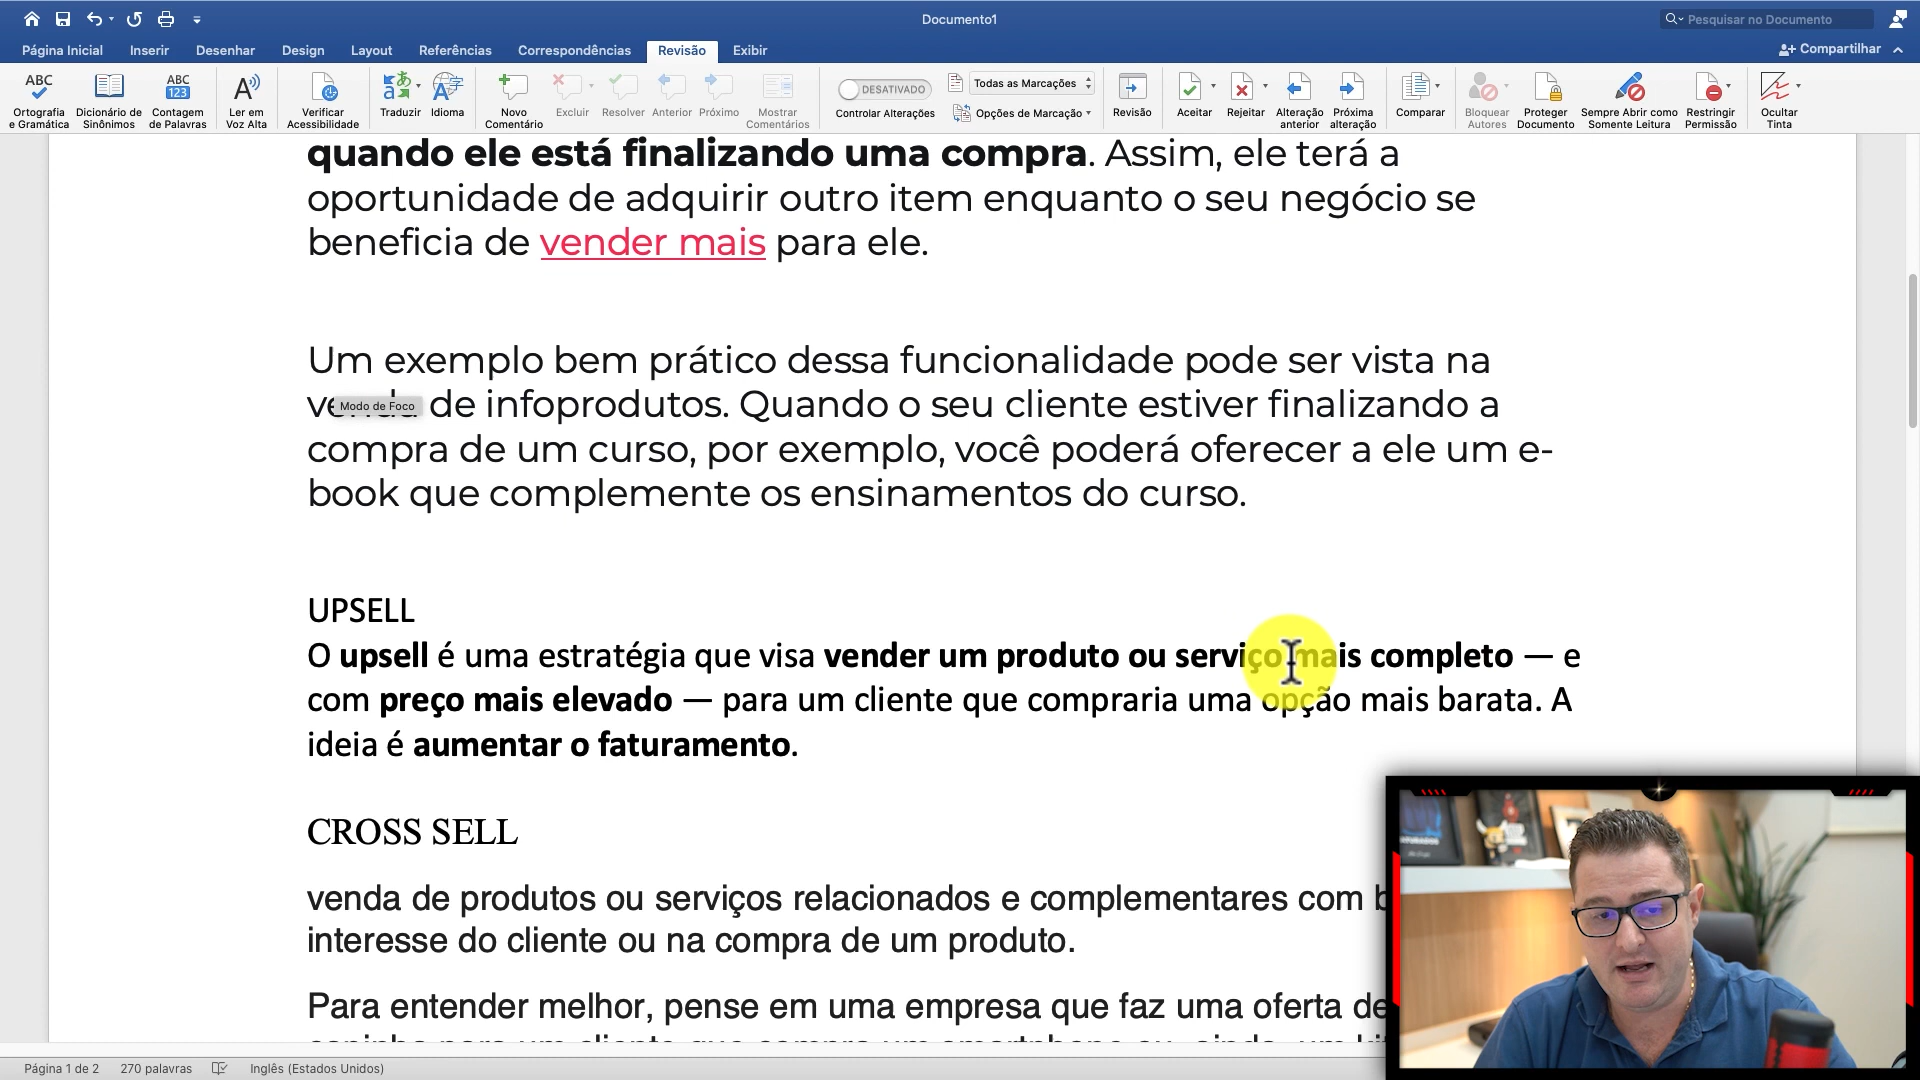 Documento1
Pesquisar no Documento
Página Inicial Inserir Desenhar Design Layout Referências Correspondências Revisão Exibir
Compartilhar
ABC
Ortografia e Gramática
Dicionário de Sinônimos
ABC 123
Contagem de Palavras
Ler em Voz Alta
Verificar Acessibilidade
Traduzir
Idioma
Novo Comentário
Excluir
Resolver
Anterior
Próximo
Mostrar Comentários
DESATIVADO
Controlar Alterações
Todas as Marcações
Opções de Marcação
Revisão
Aceitar
Rejeitar
Alteração anterior
Próxima alteração
Comparar
Bloquear Autores
Proteger Documento
Sempre Abrir como Somente Leitura
Restringir Permissão
Ocultar Tinta
quando ele está finalizando uma compra. Assim, ele terá a
oportunidade de adquirir outro item enquanto o seu negócio se
beneficia de vender mais para ele.
Um exemplo bem prático dessa funcionalidade pode ser vista na
venda de infoprodutos. Quando o seu cliente estiver finalizando a
Modo de Foco
compra de um curso, por exemplo, você poderá oferecer a ele um e-
book que complemente os ensinamentos do curso.
UPSELL
O upsell é uma estratégia que visa vender um produto ou serviço mais completo — e
com preço mais elevado — para um cliente que compraria uma opção mais barata. A
ideia é aumentar o faturamento.
CROSS SELL
venda de produtos ou serviços relacionados e complementares com
interesse do cliente ou na compra de um produto.
Para entender melhor, pense em uma empresa que faz uma oferta de
Página 1 de 2 270 palavras Inglês (Estados Unidos)